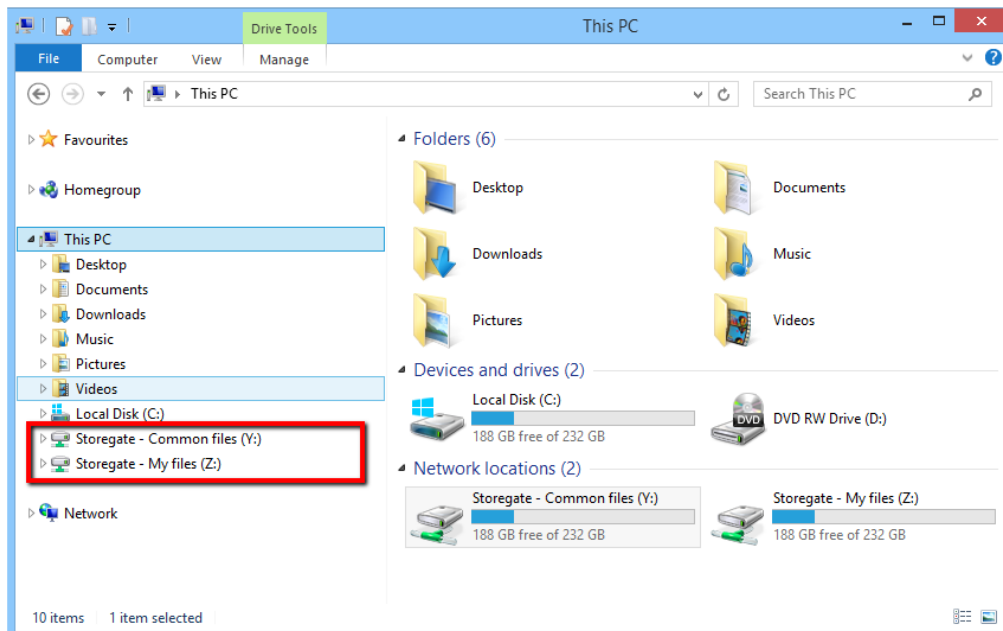 Drive Tools
This PC
File
Computer
View
Manage
This PC
Search This PC
Favourites
Homegroup
This PC
Desktop
Documents
Downloads
Music
Pictures
Videos
Local Disk (C:)
Storegate - Common files (Y:)
Storegate - My files (Z:)
Network
Folders (6)
Desktop
Documents
Downloads
Music
Pictures
Videos
Devices and drives (2)
Local Disk (C:)
188 GB free of 232 GB
DVD
DVD RW Drive (D:)
Network locations (2)
Storegate - Common files (Y:)
188 GB free of 232 GB
Storegate - My files (Z:)
188 GB free of 232 GB
10 items
1 item selected